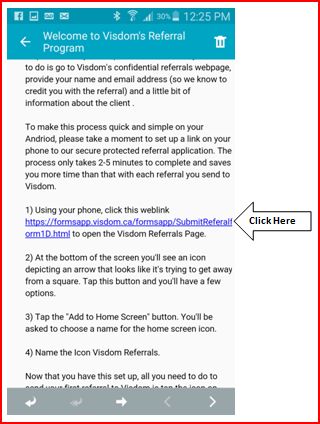 30% 12:25 PM
Welcome to Visdom's Referral
Program
to do is go to Visdom's confidential referrals webpage,
provide your name and email address (so we know to
credit you with the referral) and a little bit of
information about the client .
To make this process quick and simple on your
Andriod, please take a moment to set up a link on your
phone to our secure protected referral application. The
process only takes 2-5 minutes to complete and saves
you more time than that with each referral you send to
Visdom.
1) Using your phone, click this weblink
https://formsapp.visdom.ca/formsapp/SubmitReferalf
orm1D.html to open the Visdom Referrals Page.
Click Here
2) At the bottom of the screen you'll see an icon
depicting an arrow that looks like it's trying to get away
from a square. Tap this button and you'll have a few
options.
3) Tap the "Add to Home Screen" button. You'll be
asked to choose a name for the home screen icon.
4) Name the Icon Visdom Referrals.
Now that you have this set up, all you need to do to
send your first referral to Visdom is tap the icon on